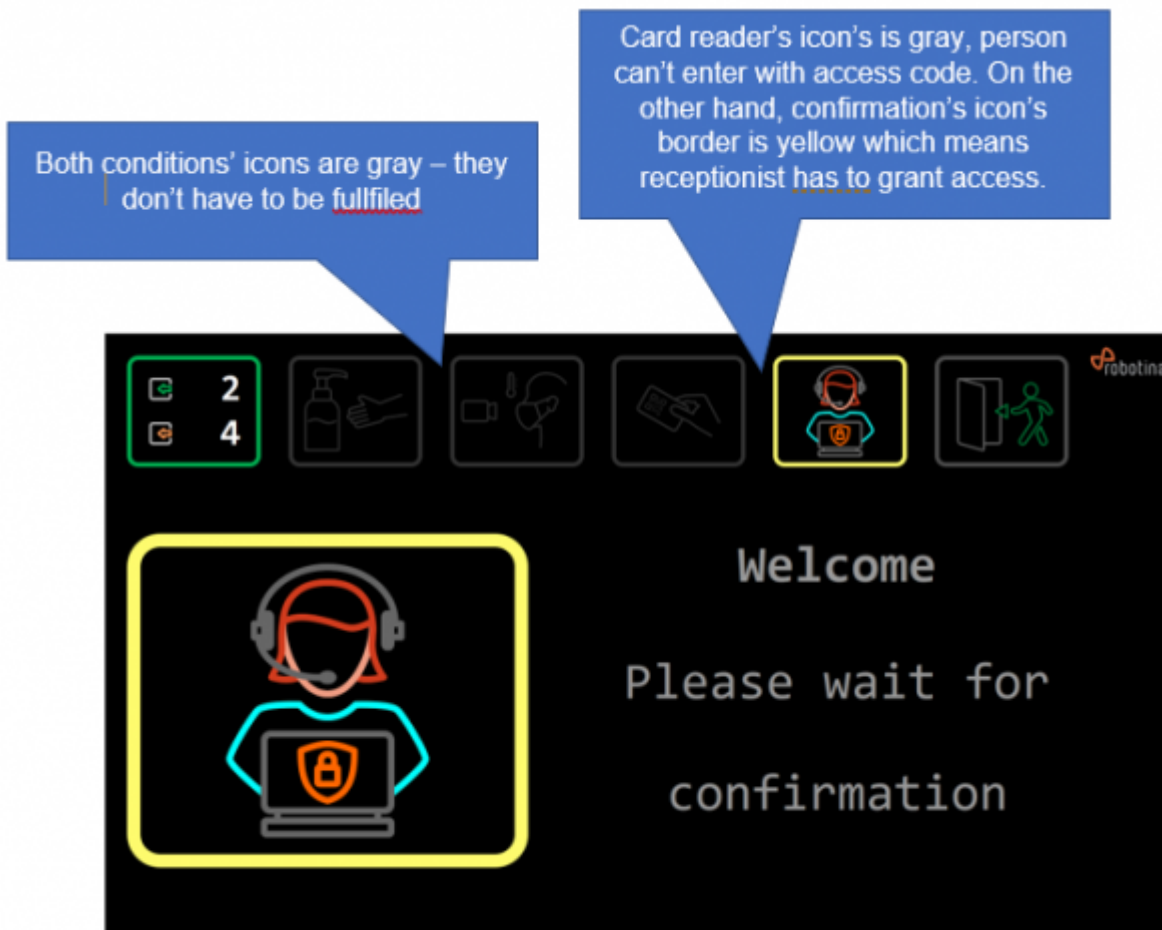 Card reader's icon's is gray, person
can't enter with access code. On the
other hand, confirmation's icon's
border is yellow which means
receptionist has to grant access.
Both conditions' icons are gray – they
don't have to be fullfiled
2
4
robotina
Welcome
Please wait for
confirmation